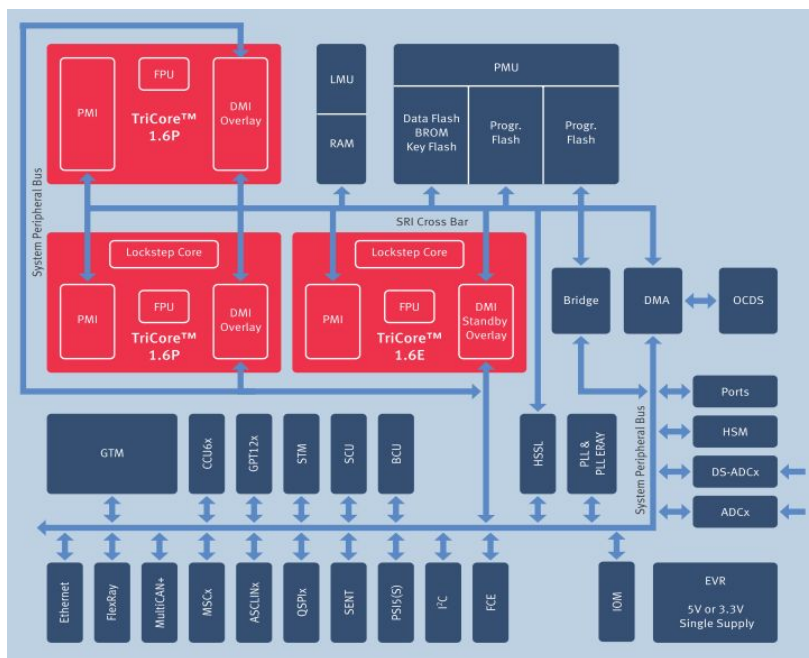 System Peripheral Bus
PMI
FPU
TriCore™
1.6P
DMI
Overlay
LMU
RAM
PMU
Data Flash
BROM
Key Flash
Progr.
Flash
Progr.
Flash
SRI Cross Bar
Lockstep Core
PMI
FPU
TriCore™
1.6P
DMI
Overlay
Lockstep Core
PMI
FPU
TriCore™
1.6E
DMI
Standby
Overlay
Bridge
DMA
OCDS
System Peripheral Bus
Ports
HSM
DS-ADCx
ADCx
GTM
CCU6x
GPT12x
STM
SCU
BCU
HSSL
PLL &
PLL ERAY
Ethernet
FlexRay
MultiCAN+
MSCx
ASCLINx
QSPIx
SENT
PSI5(S)
I²C
FCE
IOM
EVR
5V or 3.3V
Single Supply